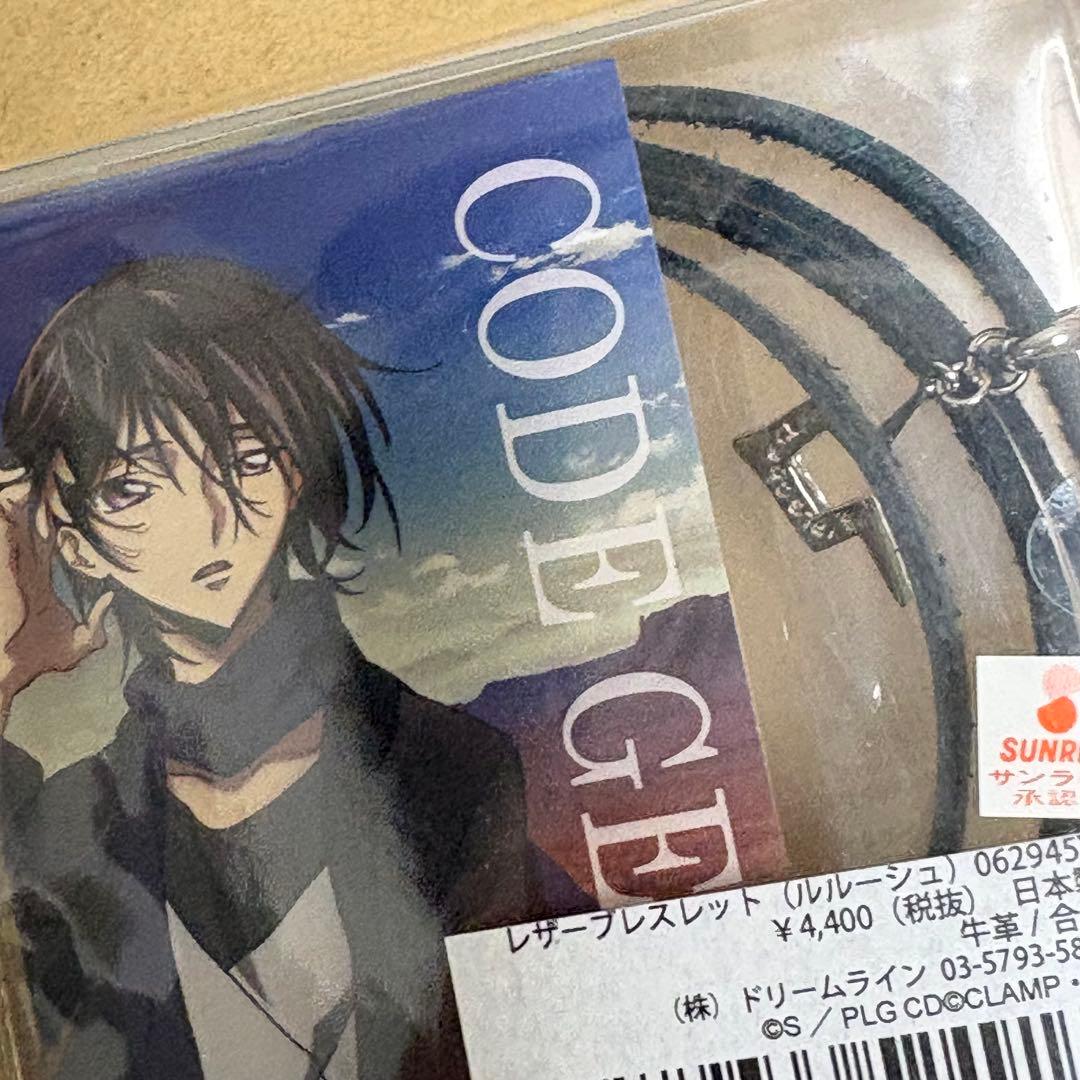 CODE GE
SUNR
サンラ
承認
レザーブレスレット（ルルーシュ）062945
￥4,400（税抜） 日本製
牛革 / 合
（株）ドリームライン 03-5793-58
©S / PLG CD©CLAMP・